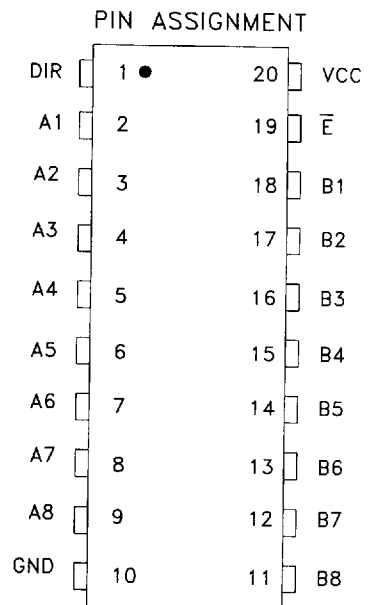 PIN ASSIGNMENT
DIR 1 20 VCC
A1 2 19 E̅
A2 3 18 B1
A3 4 17 B2
A4 5 16 B3
A5 6 15 B4
A6 7 14 B5
A7 8 13 B6
A8 9 12 B7
GND 10 11 B8